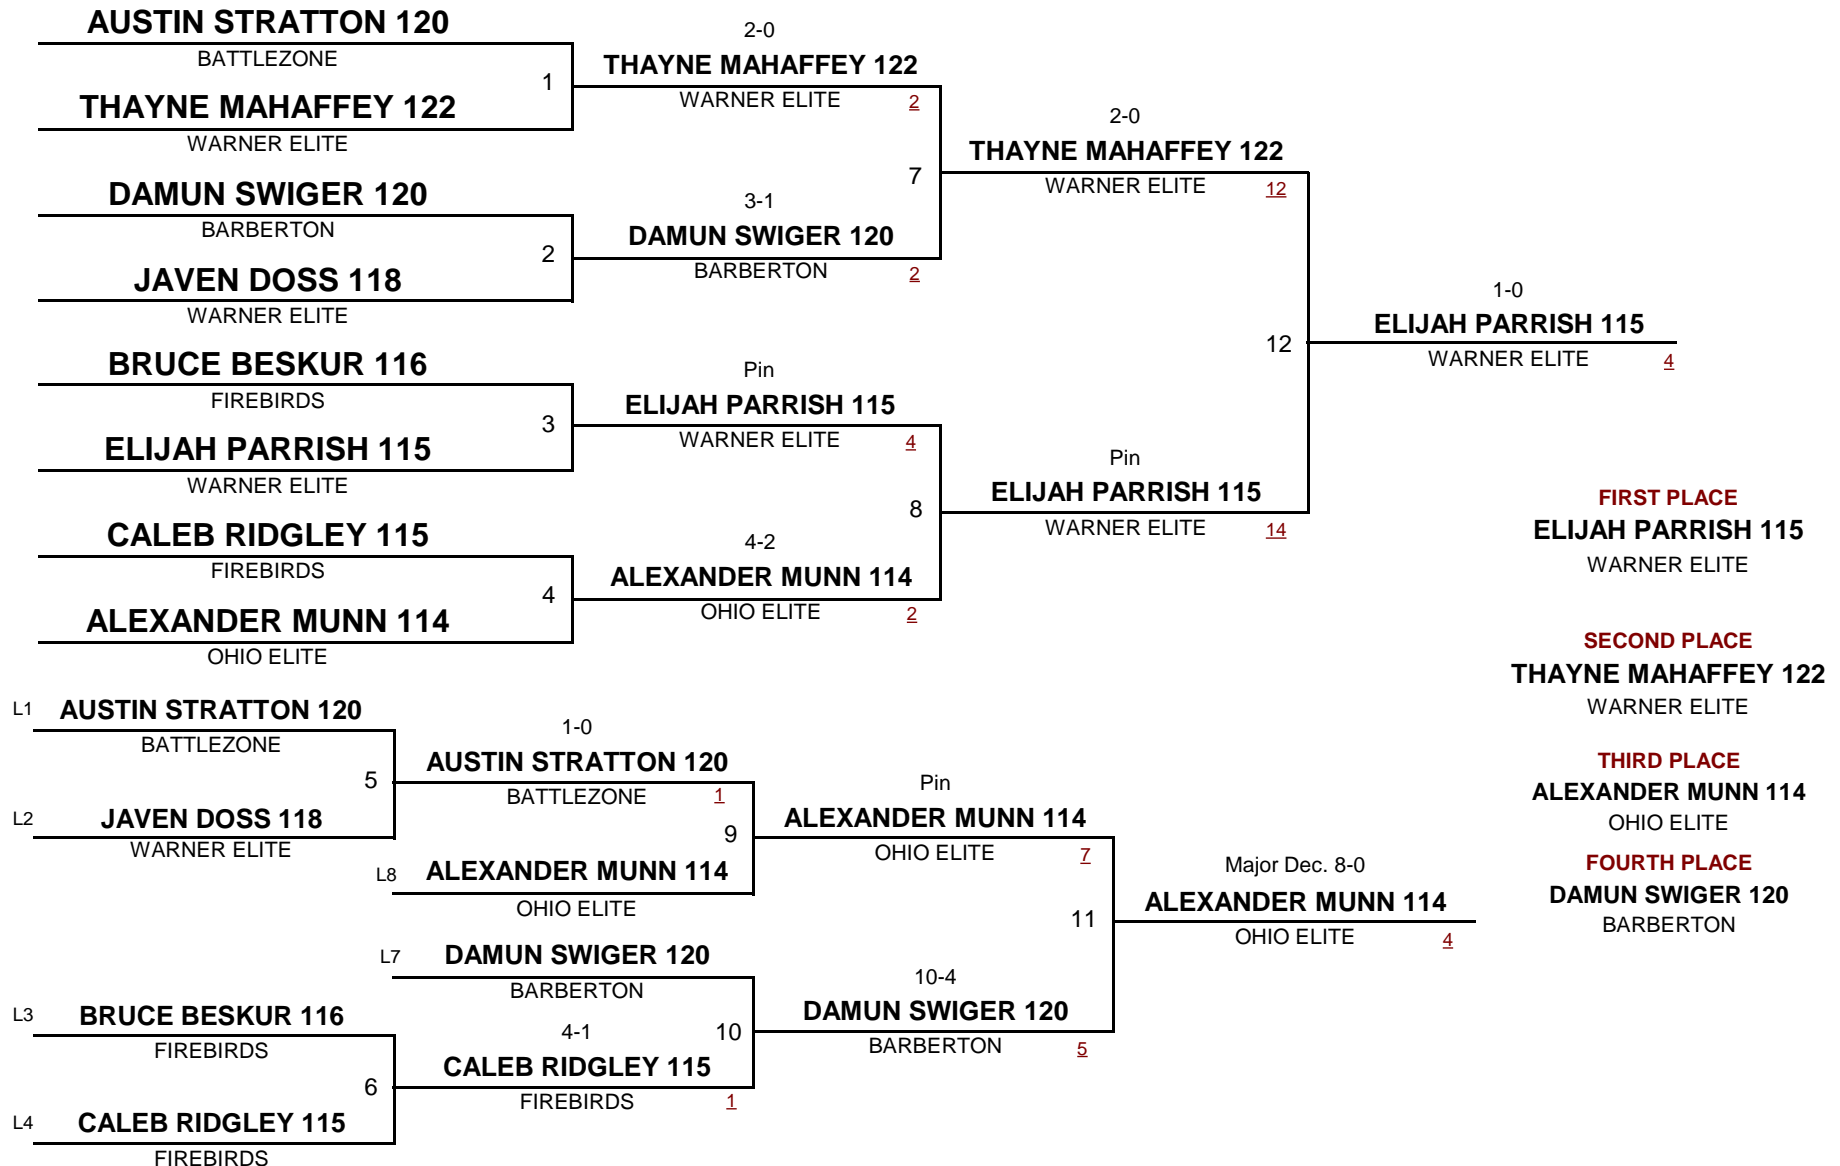 AUSTIN STRATTON 120
BATTLEZONE
1
THAYNE MAHAFFEY 122
WARNER ELITE
2-0
THAYNE MAHAFFEY 122
WARNER ELITE 2
DAMUN SWIGER 120
BARBERTON
2
JAVEN DOSS 118
WARNER ELITE
3-1
DAMUN SWIGER 120
BARBERTON 2
7
2-0
THAYNE MAHAFFEY 122
WARNER ELITE 12
BRUCE BESKUR 116
FIREBIRDS
3
ELIJAH PARRISH 115
WARNER ELITE
Pin
ELIJAH PARRISH 115
WARNER ELITE 4
CALEB RIDGLEY 115
FIREBIRDS
4
ALEXANDER MUNN 114
OHIO ELITE
4-2
ALEXANDER MUNN 114
OHIO ELITE 2
8
Pin
ELIJAH PARRISH 115
WARNER ELITE 14
12
1-0
ELIJAH PARRISH 115
WARNER ELITE 4
FIRST PLACE
ELIJAH PARRISH 115
WARNER ELITE
SECOND PLACE
THAYNE MAHAFFEY 122
WARNER ELITE
THIRD PLACE
ALEXANDER MUNN 114
OHIO ELITE
FOURTH PLACE
DAMUN SWIGER 120
BARBERTON
L1 AUSTIN STRATTON 120
BATTLEZONE
5
L2 JAVEN DOSS 118
WARNER ELITE
1-0
AUSTIN STRATTON 120
BATTLEZONE 1
9
L8 ALEXANDER MUNN 114
OHIO ELITE
Pin
ALEXANDER MUNN 114
OHIO ELITE 7
L7 DAMUN SWIGER 120
BARBERTON
10
L3 BRUCE BESKUR 116
FIREBIRDS
6
L4 CALEB RIDGLEY 115
FIREBIRDS
4-1
CALEB RIDGLEY 115
FIREBIRDS 1
10-4
DAMUN SWIGER 120
BARBERTON 5
11
Major Dec. 8-0
ALEXANDER MUNN 114
OHIO ELITE 4